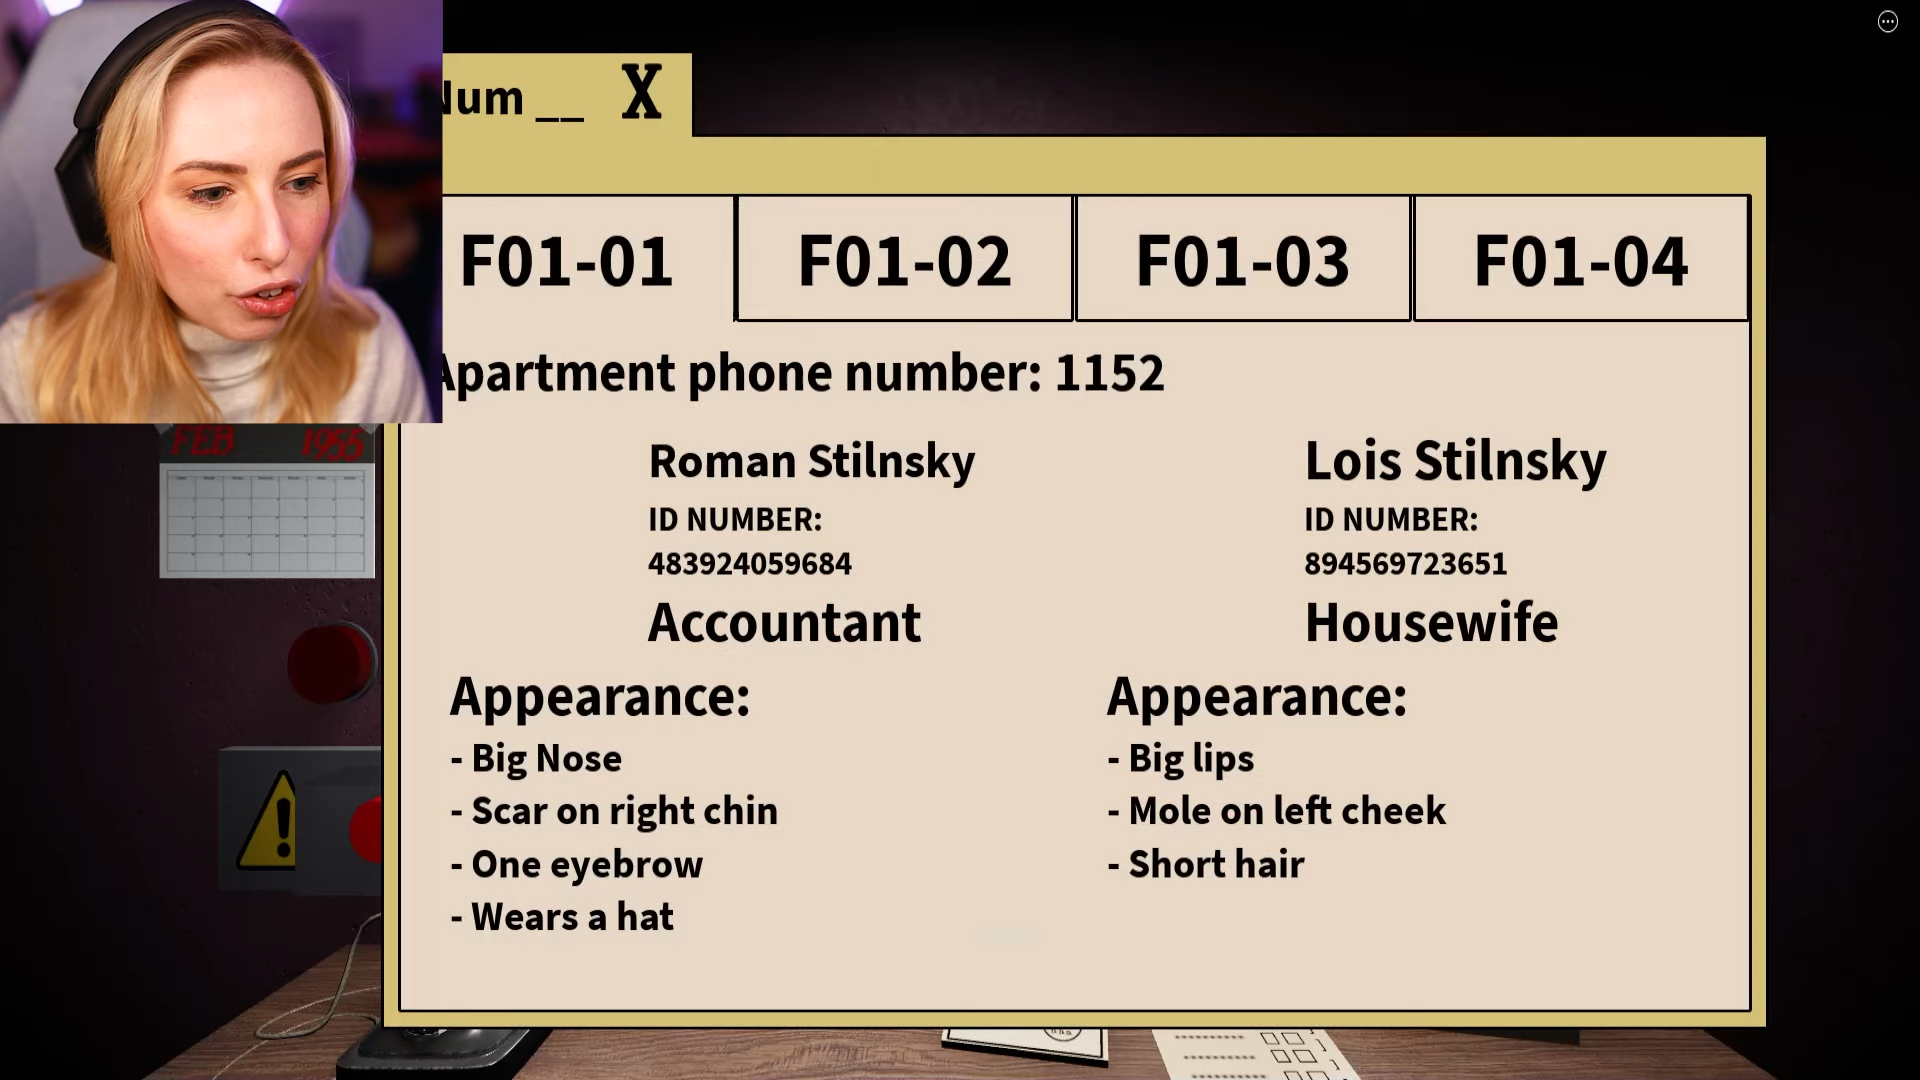 Num __ X
F01-01 F01-02 F01-03 F01-04
Apartment phone number: 1152
Roman Stilnsky Lois Stilnsky
ID NUMBER: ID NUMBER:
483924059684 894569723651
Accountant Housewife
Appearance: Appearance:
- Big Nose - Big lips
- Scar on right chin - Mole on left cheek
- One eyebrow - Short hair
- Wears a hat
FEB 1955